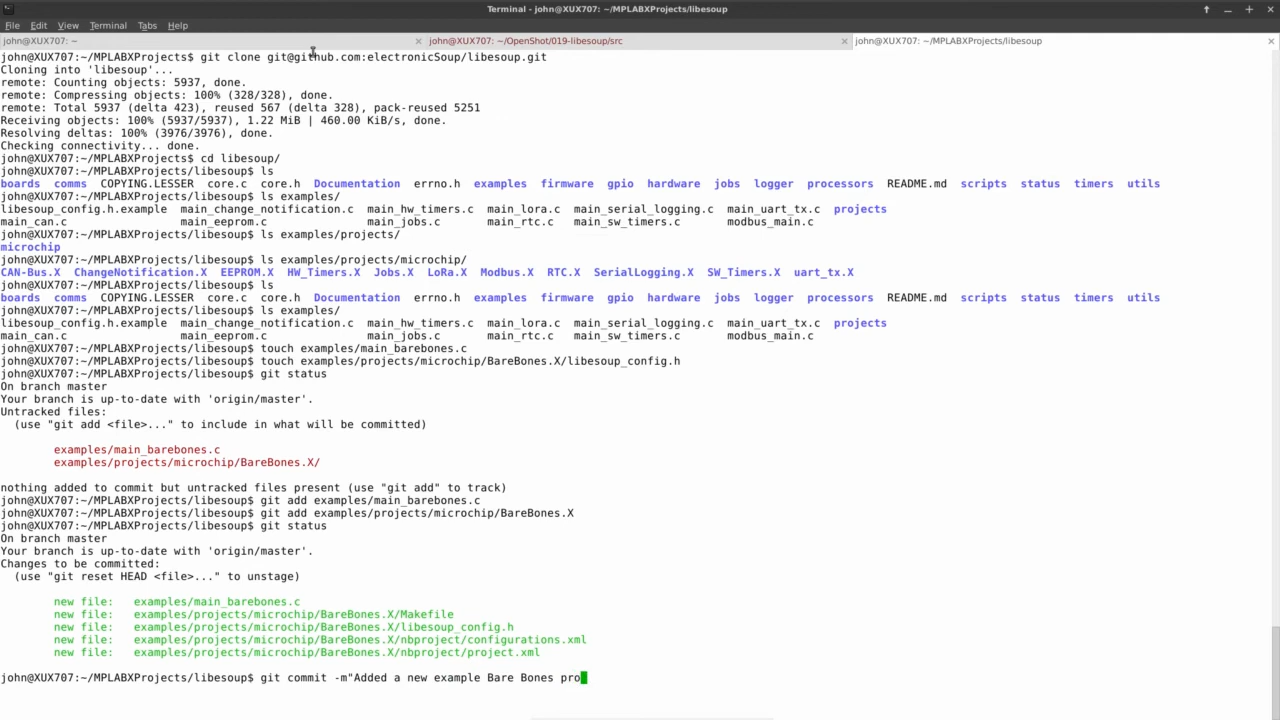 Terminal - john@XUX707: ~/MPLABXProjects/libesoup
File Edit View Terminal Tabs Help
john@XUX707: ~ john@XUX707: ~/OpenShot/019-libesoup/src john@XUX707: ~/MPLABXProjects/libesoup
john@XUX707:~/MPLABXProjects$ git clone git@github.com:electronicSoup/libesoup.git
Cloning into 'libesoup'...
remote: Counting objects: 5937, done.
remote: Compressing objects: 100% (328/328), done.
remote: Total 5937 (delta 423), reused 567 (delta 328), pack-reused 5251
Receiving objects: 100% (5937/5937), 1.22 MiB | 460.00 KiB/s, done.
Resolving deltas: 100% (3976/3976), done.
Checking connectivity... done.
john@XUX707:~/MPLABXProjects$ cd libesoup/
john@XUX707:~/MPLABXProjects/libesoup$ ls
boards comms COPYING.LESSER core.c core.h Documentation errno.h examples firmware gpio hardware jobs logger processors README.md scripts status timers utils
john@XUX707:~/MPLABXProjects/libesoup$ ls examples/
libesoup_config.h.example main_change_notification.c main_hw_timers.c main_lora.c main_serial_logging.c main_uart_tx.c projects
main_can.c main_eeprom.c main_jobs.c main_rtc.c main_sw_timers.c modbus_main.c
john@XUX707:~/MPLABXProjects/libesoup$ ls examples/projects/
microchip
john@XUX707:~/MPLABXProjects/libesoup$ ls examples/projects/microchip/
CAN-Bus.X ChangeNotification.X EEPROM.X HW_Timers.X Jobs.X LoRa.X Modbus.X RTC.X SerialLogging.X SW_Timers.X uart_tx.X
john@XUX707:~/MPLABXProjects/libesoup$ ls
boards comms COPYING.LESSER core.c core.h Documentation errno.h examples firmware gpio hardware jobs logger processors README.md scripts status timers utils
john@XUX707:~/MPLABXProjects/libesoup$ ls examples/
libesoup_config.h.example main_change_notification.c main_hw_timers.c main_lora.c main_serial_logging.c main_uart_tx.c projects
main_can.c main_eeprom.c main_jobs.c main_rtc.c main_sw_timers.c modbus_main.c
john@XUX707:~/MPLABXProjects/libesoup$ touch examples/main_barebones.c
john@XUX707:~/MPLABXProjects/libesoup$ touch examples/projects/microchip/BareBones.X/libesoup_config.h
john@XUX707:~/MPLABXProjects/libesoup$ git status
On branch master
Your branch is up-to-date with 'origin/master'.
Untracked files:
(use "git add <file>..." to include in what will be committed)
examples/main_barebones.c
examples/projects/microchip/BareBones.X/
nothing added to commit but untracked files present (use "git add" to track)
john@XUX707:~/MPLABXProjects/libesoup$ git add examples/main_barebones.c
john@XUX707:~/MPLABXProjects/libesoup$ git add examples/projects/microchip/BareBones.X
john@XUX707:~/MPLABXProjects/libesoup$ git status
On branch master
Your branch is up-to-date with 'origin/master'.
Changes to be committed:
(use "git reset HEAD <file>..." to unstage)
new file: examples/main_barebones.c
new file: examples/projects/microchip/BareBones.X/Makefile
new file: examples/projects/microchip/BareBones.X/libesoup_config.h
new file: examples/projects/microchip/BareBones.X/nbproject/configurations.xml
new file: examples/projects/microchip/BareBones.X/nbproject/project.xml
john@XUX707:~/MPLABXProjects/libesoup$ git commit -m"Added a new example Bare Bones pro